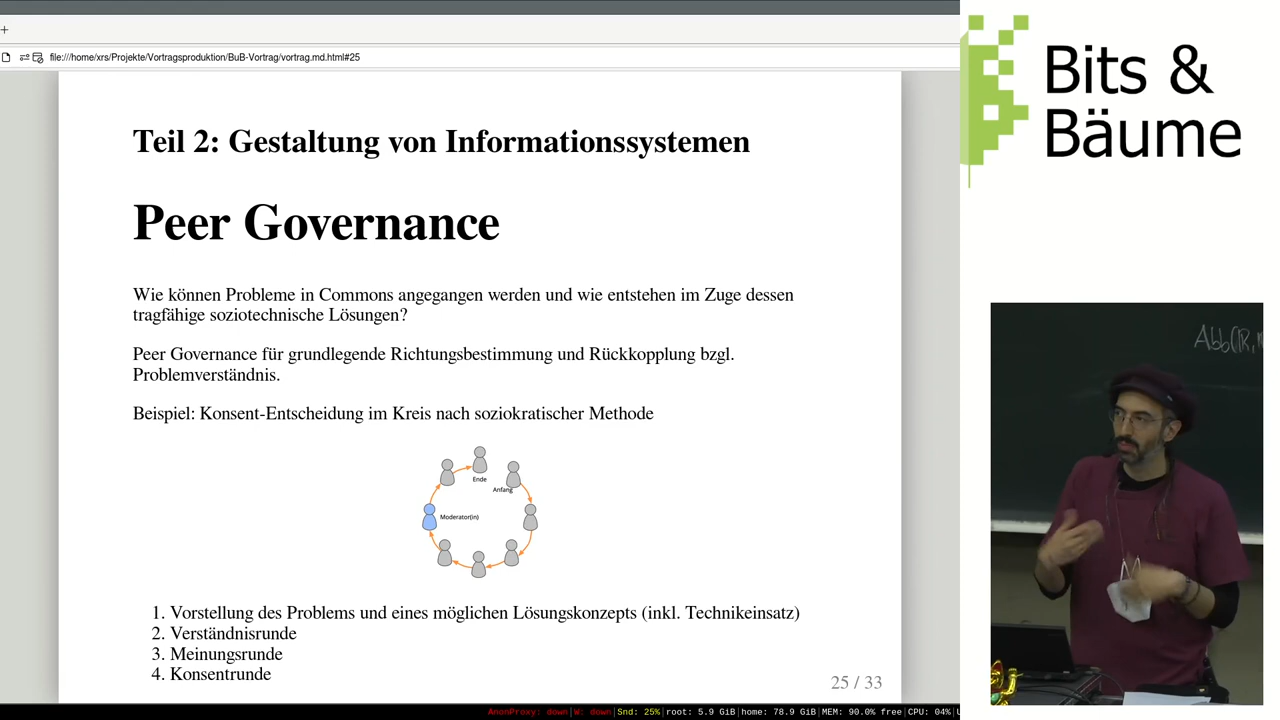 +
file:///home/xrs/Projekte/Vortragsproduktion/BuB-Vortrag/vortrag.md.html#25
Teil 2: Gestaltung von Informationssystemen
Peer Governance
Wie können Probleme in Commons angegangen werden und wie entstehen im Zuge dessen
tragfähige soziotechnische Lösungen?
Peer Governance für grundlegende Richtungsbestimmung und Rückkopplung bzgl.
Problemverständnis.
Beispiel: Konsent-Entscheidung im Kreis nach soziokratischer Methode
Ende
Anfang
Moderator(in)
1. Vorstellung des Problems und eines möglichen Lösungskonzepts (inkl. Technikeinsatz)
2. Verständnisrunde
3. Meinungsrunde
4. Konsentrunde
25 / 33
AnonProxy: down|W: down|Snd: 25%|root: 5.9 GiB|home: 78.9 GiB|MEM: 90.0% free|CPU: 04%|
Bits &
Bäume
Abb(R,